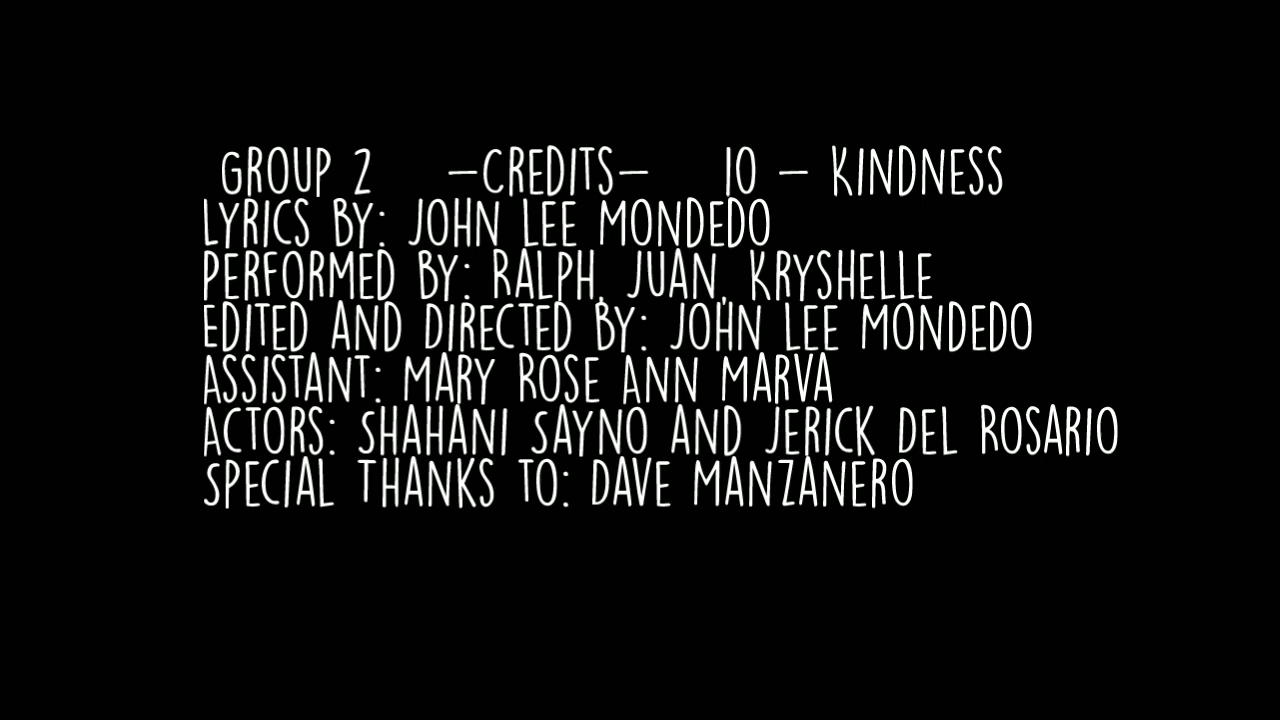 GROUP 2 -CREDITS- 10 - KINDNESS
LYRICS BY: JOHN LEE MONDEDO
PERFORMED BY: RALPH, JUAN, KRYSHELLE
EDITED AND DIRECTED BY: JOHN LEE MONDEDO
ASSISTANT: MARY ROSE ANN MARVA
ACTORS: SHAHANI SAYNO AND JERICK DEL ROSARIO
SPECIAL THANKS TO: DAVE MANZANERO